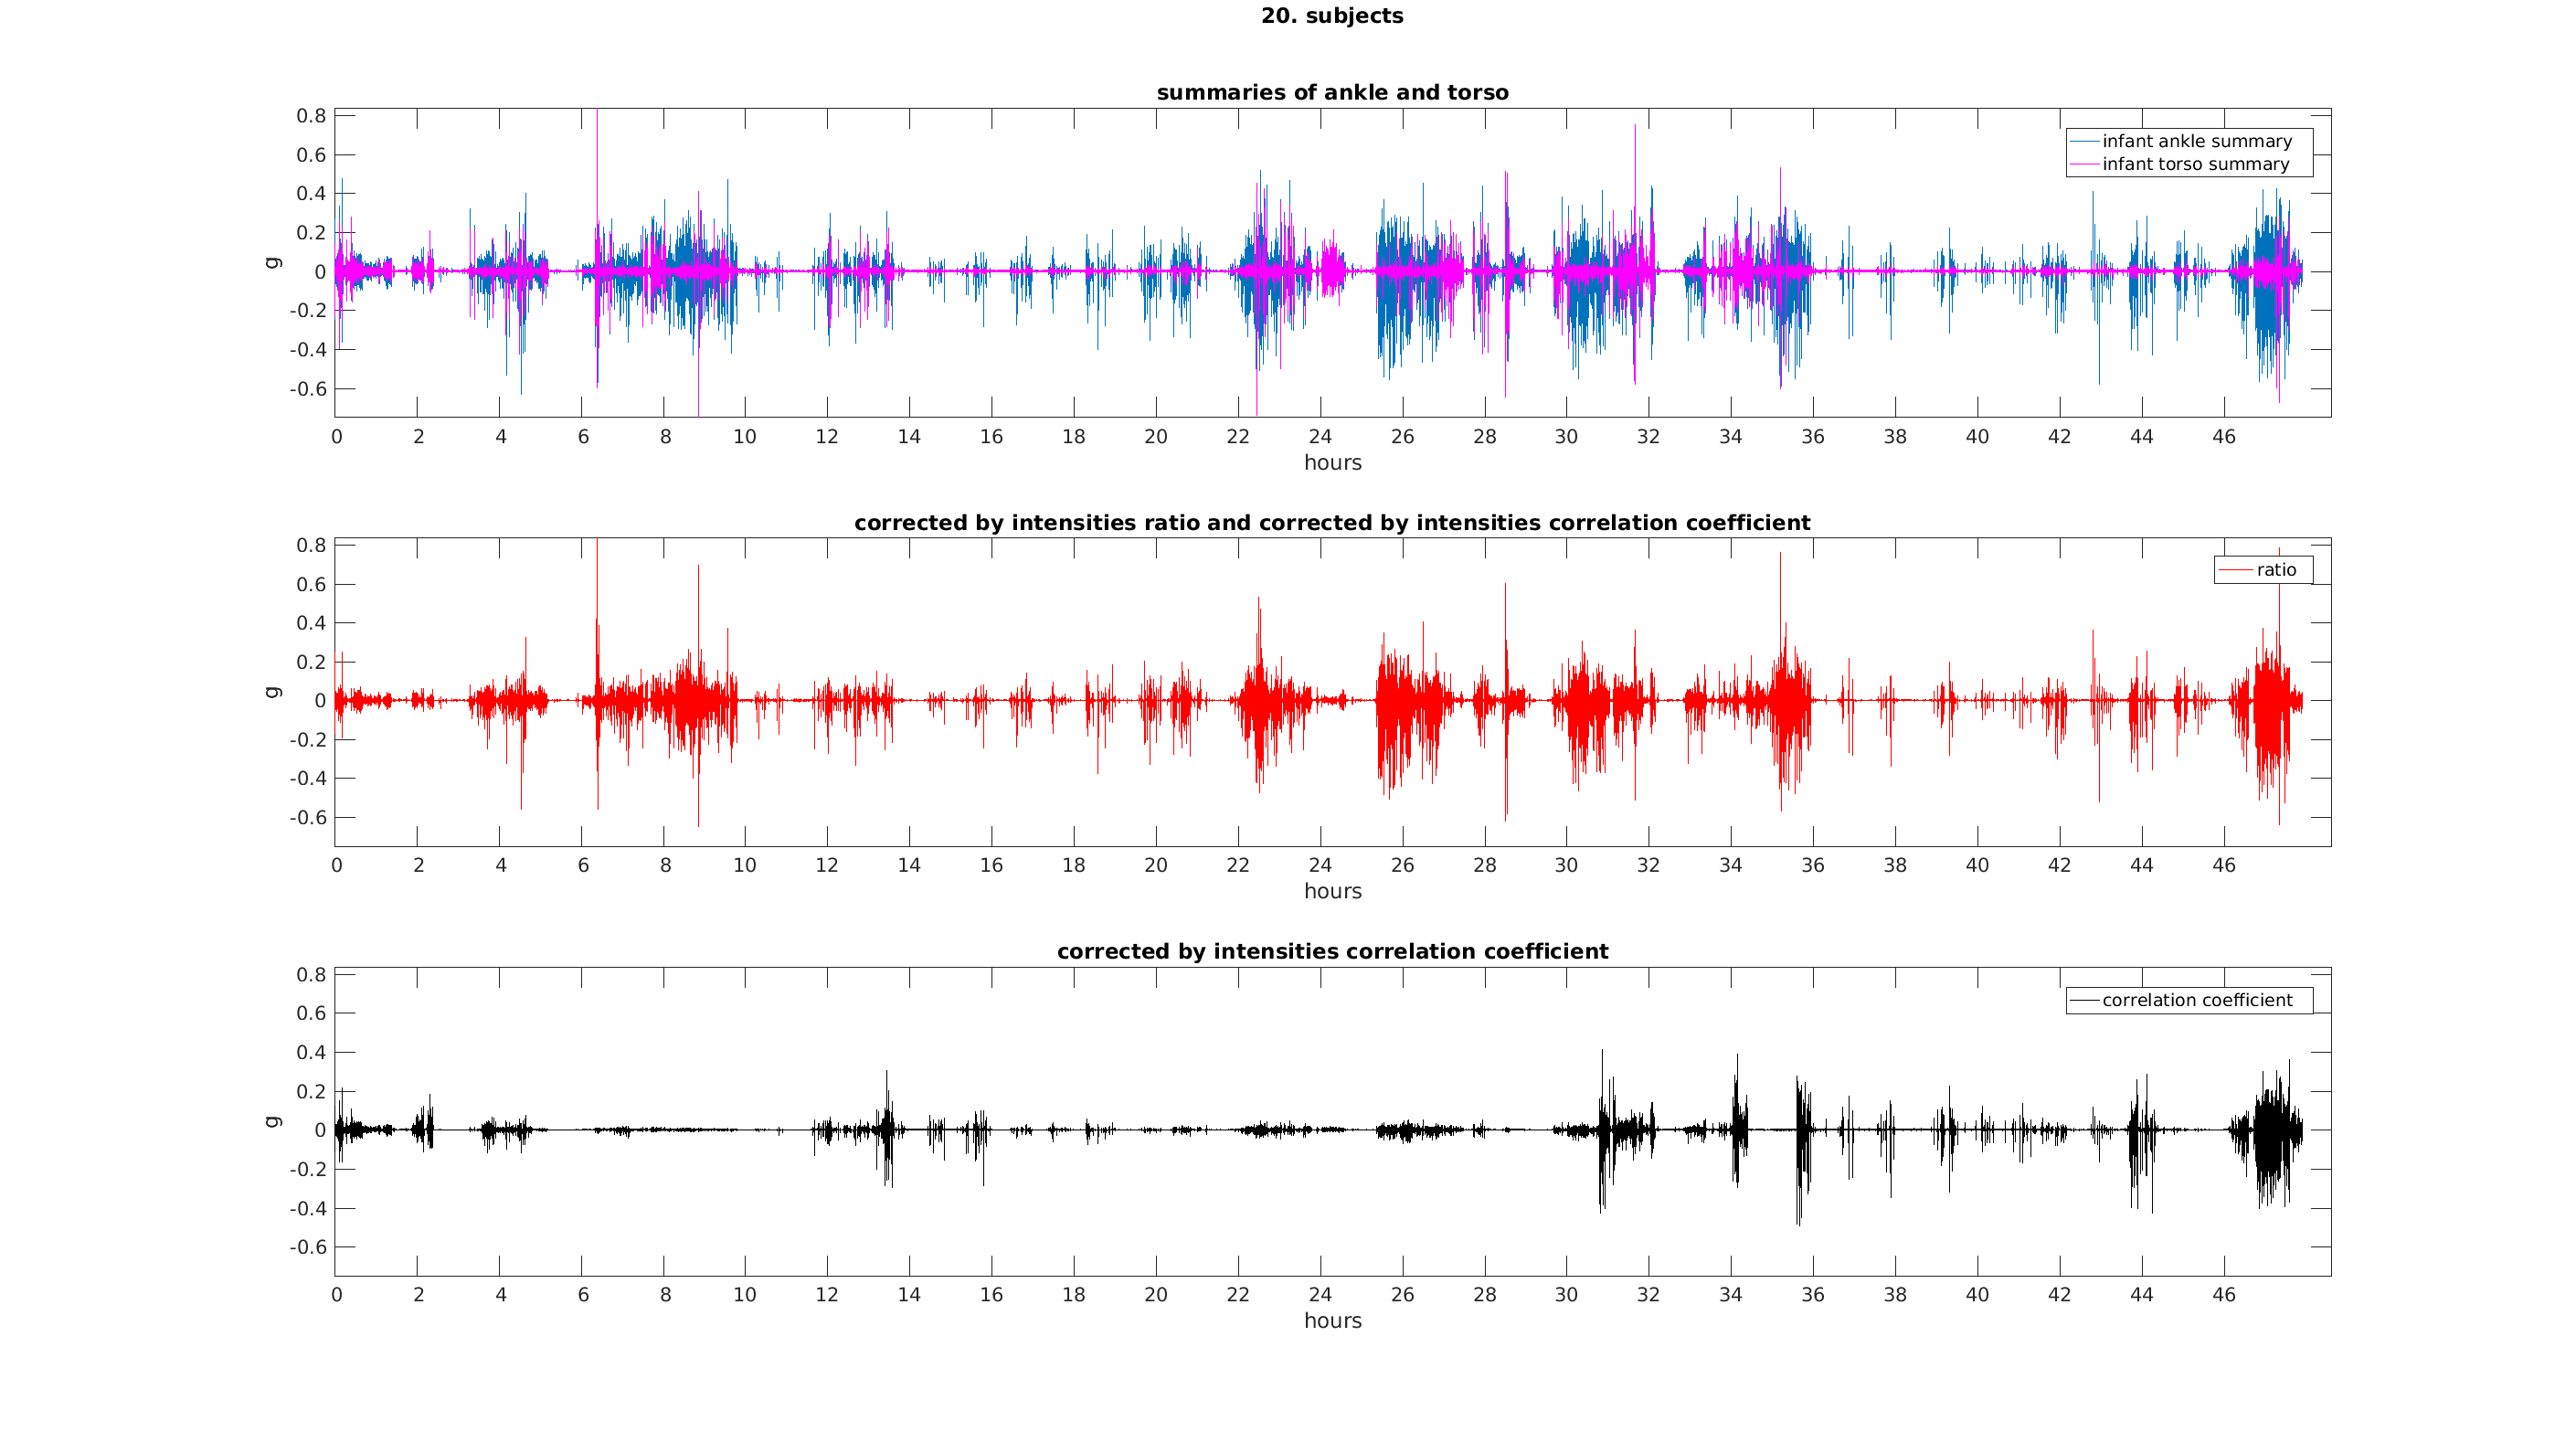 20. subjects
summaries of ankle and torso
0.8
0.6
0.4
0.2
0
-0.2
-0.4
-0.6
g
infant ankle summary
infant torso summary
0 2 4 6 8 10 12 14 16 18 20 22 24 26 28 30 32 34 36 38 40 42 44 46
hours
corrected by intensities ratio and corrected by intensities correlation coefficient
0.8
0.6
0.4
0.2
0
-0.2
-0.4
-0.6
g
ratio
0 2 4 6 8 10 12 14 16 18 20 22 24 26 28 30 32 34 36 38 40 42 44 46
hours
corrected by intensities correlation coefficient
0.8
0.6
0.4
0.2
0
-0.2
-0.4
-0.6
g
correlation coefficient
0 2 4 6 8 10 12 14 16 18 20 22 24 26 28 30 32 34 36 38 40 42 44 46
hours